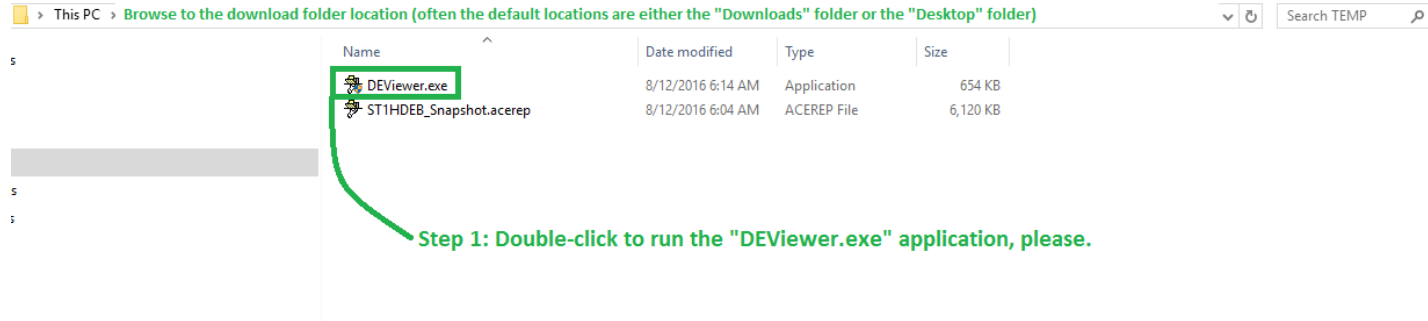 This PC > Browse to the download folder location (often the default locations are either the "Downloads" folder or the "Desktop" folder) Search TEMP
Name Date modified Type Size
s
DEViewer.exe 8/12/2016 6:14 AM Application 654 KB
ST1HDEB_Snapshot.acerep 8/12/2016 6:04 AM ACEREP File 6,120 KB
s
s
Step 1: Double-click to run the "DEViewer.exe" application, please.